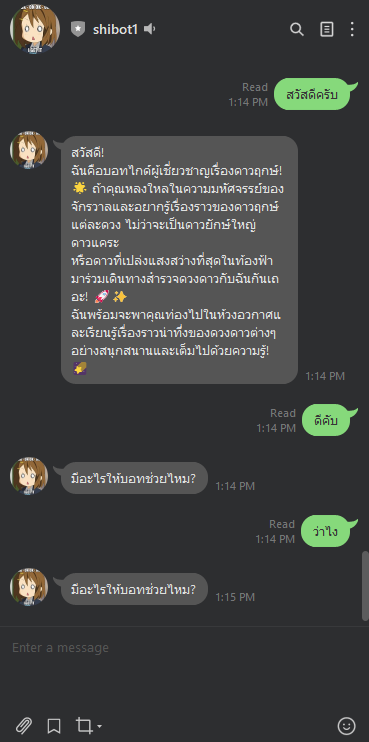 shibot1
Read
1:14 PM
สวัสดีครับ
สวัสดี!
ฉันคือบอทไกด์ผู้เชี่ยวชาญเรื่องดาวฤกษ์!
🌟 ถ้าคุณหลงใหลในความมหัศจรรย์ของ
จักรวาลและอยากรู้เรื่องราวของดาวฤกษ์
แต่ละดวง ไม่ว่าจะเป็นดาวยักษ์ใหญ่
ดาวแคระ
หรือดาวที่เปล่งแสงสว่างที่สุดในท้องฟ้า
มาร่วมเดินทางสำรวจดวงดาวกับฉันกันเถ
อะ! 🚀 ✨
ฉันพร้อมจะพาคุณท่องไปในห้วงอวกาศแ
ละเรียนรู้เรื่องราวน่าทึ่งของดวงดาวต่างๆ
อย่างสนุกสนานและเต็มไปด้วยความรู้!
🌠
1:14 PM
Read
1:14 PM
ดีคับ
มีอะไรให้บอทช่วยไหม?
1:14 PM
Read
1:14 PM
ว่าไง
มีอะไรให้บอทช่วยไหม?
1:15 PM
Enter a message